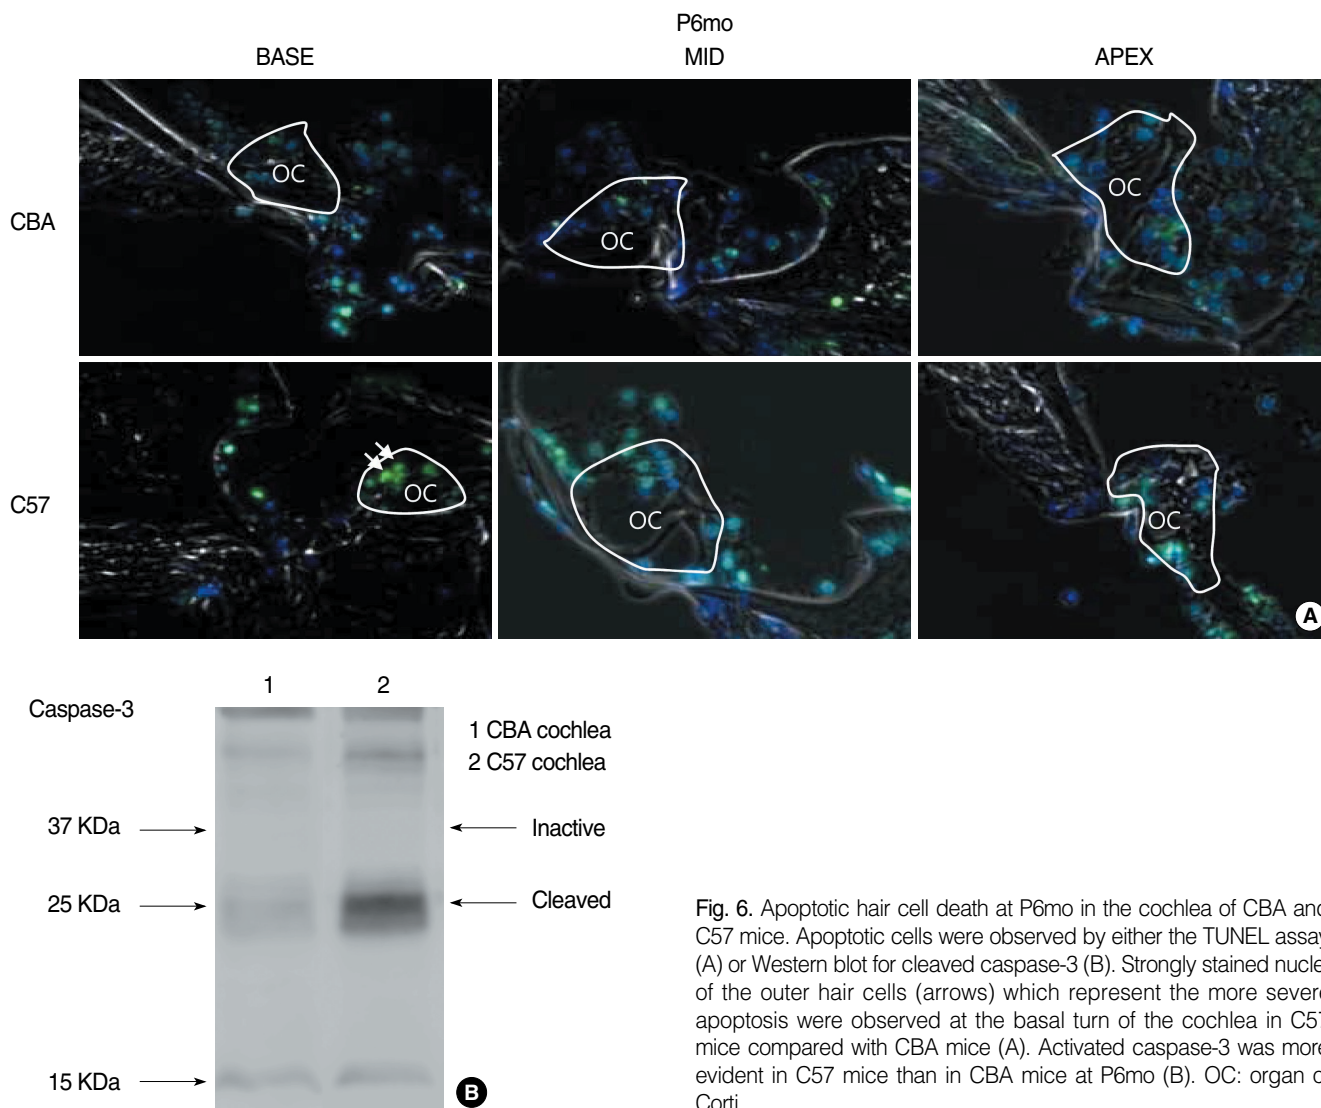 P6mo
BASE MID APEX
CBA
OC
OC
OC
C57
OC
OC
OC
A
1 2
Caspase-3
1 CBA cochlea
2 C57 cochlea
37 KDa
Inactive
25 KDa
Cleaved
15 KDa
B
Fig. 6. Apoptotic hair cell death at P6mo in the cochlea of CBA and
C57 mice. Apoptotic cells were observed by either the TUNEL assay
(A) or Western blot for cleaved caspase-3 (B). Strongly stained nucle
of the outer hair cells (arrows) which represent the more severe
apoptosis were observed at the basal turn of the cochlea in C57
mice compared with CBA mice (A). Activated caspase-3 was more
evident in C57 mice than in CBA mice at P6mo (B). OC: organ o
Corti